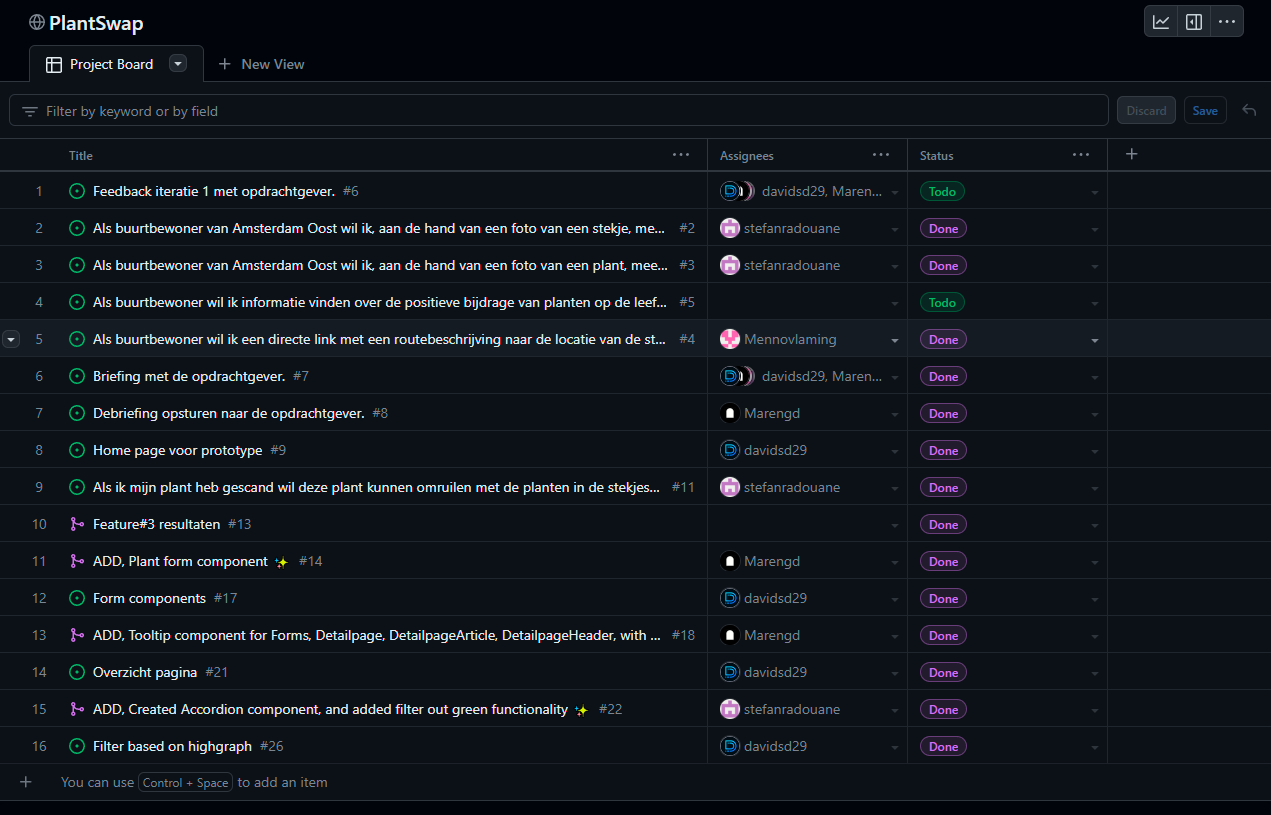 PlantSwap
Project Board
New View
Filter by keyword or by field
Discard
Save
Title Assignees Status
1 Feedback iteratie 1 met opdrachtgever. #6 davidsd29, Maren... Todo
2 Als buurtbewoner van Amsterdam Oost wil ik, aan de hand van een foto van een stekje, me... #2 stefanradouane Done
3 Als buurtbewoner van Amsterdam Oost wil ik, aan de hand van een foto van een plant, mee... #3 stefanradouane Done
4 Als buurtbewoner wil ik informatie vinden over de positieve bijdrage van planten op de leef... #5 Todo
5 Als buurtbewoner wil ik een directe link met een routebeschrijving naar de locatie van de st... #4 Mennovlaming Done
6 Briefing met de opdrachtgever. #7 davidsd29, Maren... Done
7 Debriefing opsturen naar de opdrachtgever. #8 Marengd Done
8 Home page voor prototype #9 davidsd29 Done
9 Als ik mijn plant heb gescand wil deze plant kunnen omruilen met de planten in de stekjes... #11 stefanradouane Done
10 Feature#3 resultaten #13 Done
11 ADD, Plant form component ✨ #14 Marengd Done
12 Form components #17 davidsd29 Done
13 ADD, Tooltip component for Forms, Detailpage, DetailpageArticle, DetailpageHeader, with ... #18 Marengd Done
14 Overzicht pagina #21 davidsd29 Done
15 ADD, Created Accordion component, and added filter out green functionality ✨ #22 stefanradouane Done
16 Filter based on highgraph #26 davidsd29 Done
You can use Control + Space to add an item